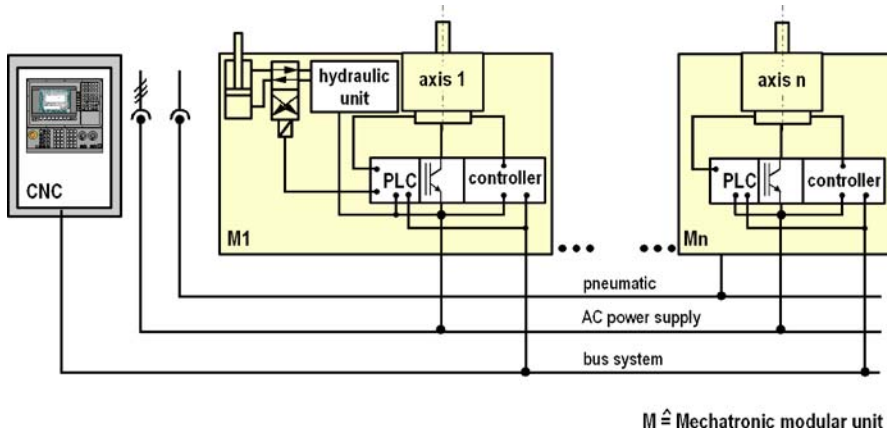 CNC
hydraulic
unit
axis 1
PLC
controller
M1
axis n
PLC
controller
Mn
pneumatic
AC power supply
bus system
M ≙ Mechatronic modular unit